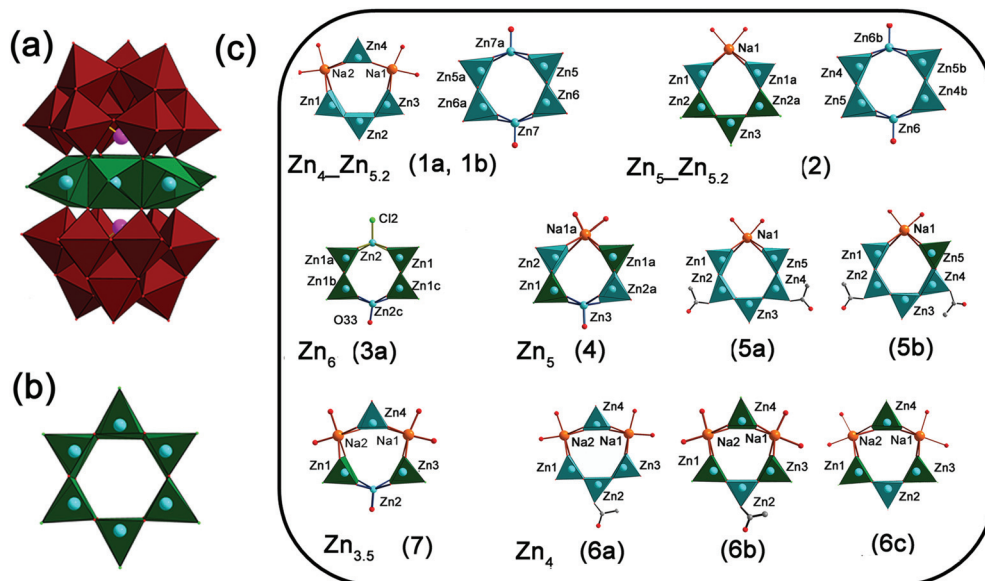 (a)
(c)
(b)
Zn4
Na2 Na1
Zn1 Zn3
Zn2
Zn7a
Zn5a Zn5
Zn6a Zn6
Zn7
Zn4_Zn5.2 (1a, 1b)
Na1
Zn1 Zn1a
Zn2 Zn2a
Zn3
Zn6b
Zn4 Zn5b
Zn5 Zn4b
Zn6
Zn5_Zn5.2 (2)
Cl2
Zn1a Zn2 Zn1
Zn1b Zn1c
Zn2c
O33
Zn6 (3a)
Na1a
Zn2 Zn1a
Zn1 Zn2a
Zn3
Zn5 (4)
Na1
Zn1 Zn5
Zn2 Zn4
Zn3
(5a)
Na1
Zn1 Zn5
Zn2 Zn4
Zn3
(5b)
Zn4
Na2 Na1
Zn1 Zn3
Zn2
Zn3.5 (7)
Zn4
Na2 Na1
Zn1 Zn3
Zn2
Zn4 (6a)
Zn4
Na2 Na1
Zn1 Zn3
Zn2
(6b)
Zn4
Na2 Na1
Zn1 Zn3
Zn2
(6c)